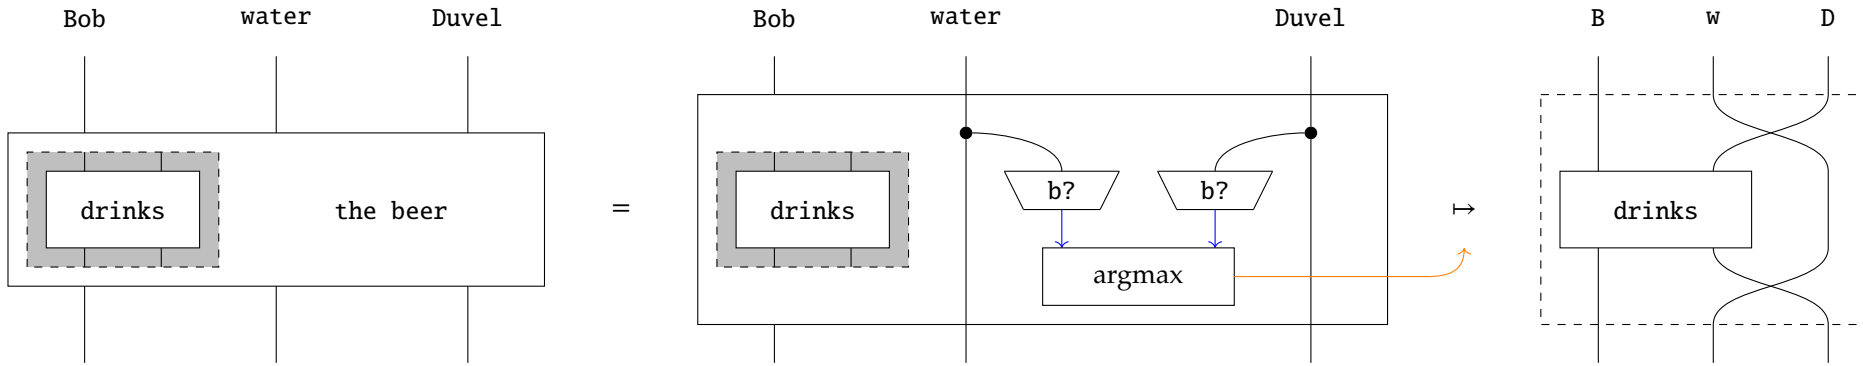 Bob water Duvel Bob water Duvel B w D
b? b?
drinks the beer = drinks ↦ drinks
argmax